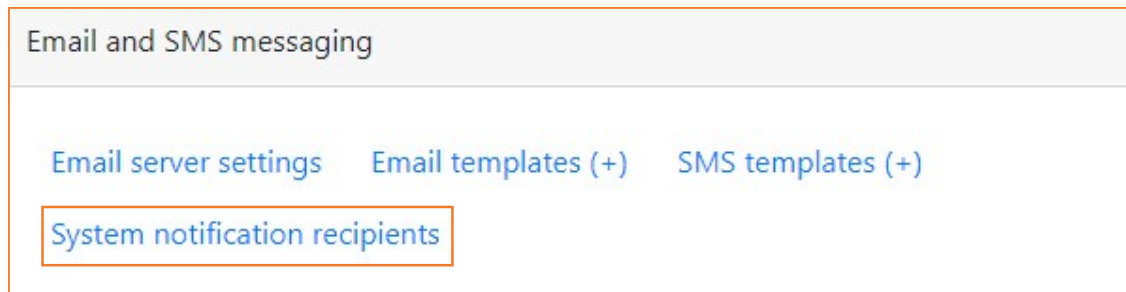 Email and SMS messaging
Email server settings Email templates (+) SMS templates (+)
System notification recipients